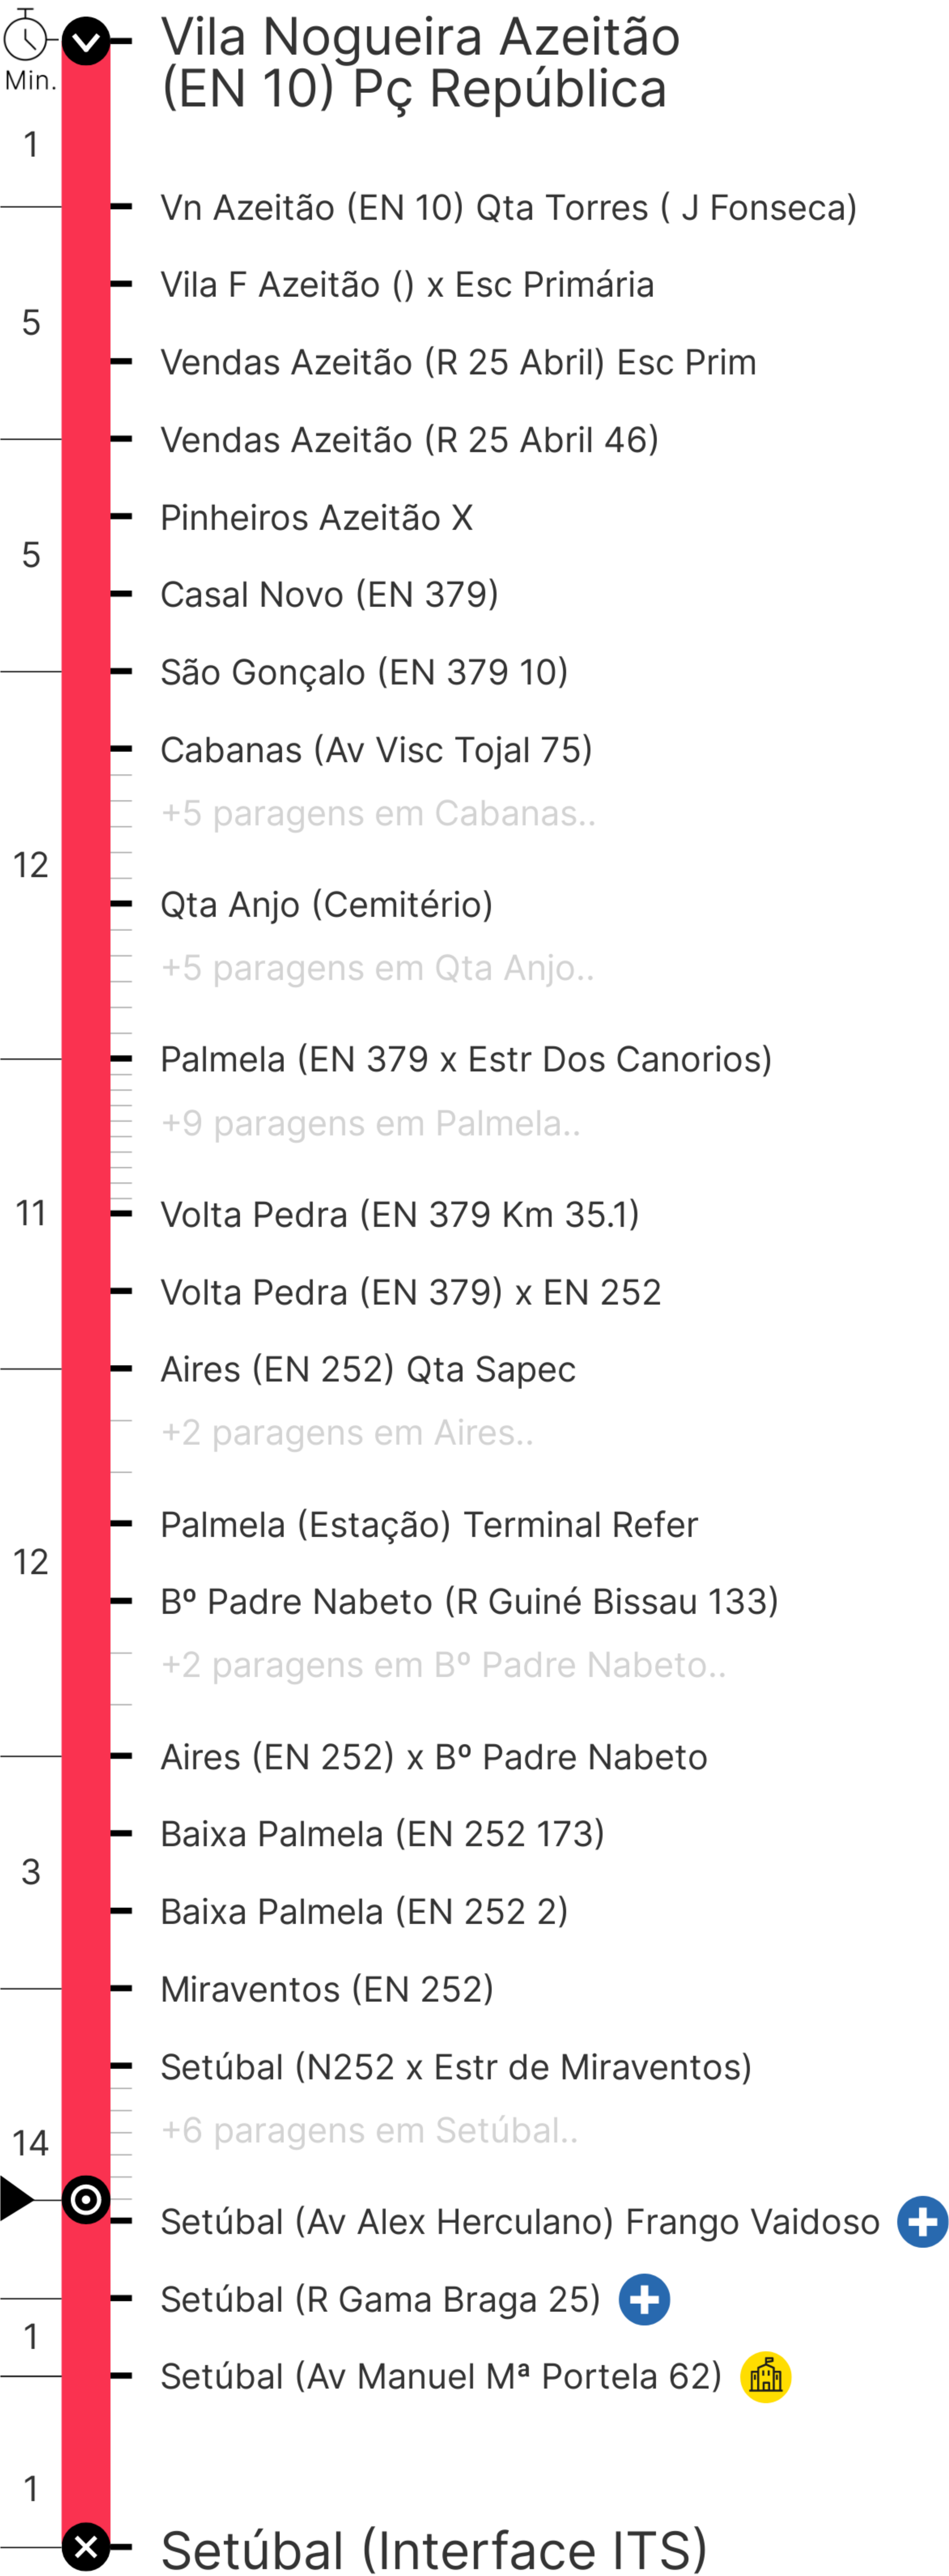 Vila Nogueira Azeitão
(EN 10) Pç República
Min.
1
Vn Azeitão (EN 10) Qta Torres ( J Fonseca)
Vila F Azeitão () x Esc Primária
5
Vendas Azeitão (R 25 Abril) Esc Prim
Vendas Azeitão (R 25 Abril 46)
Pinheiros Azeitão X
5
Casal Novo (EN 379)
São Gonçalo (EN 379 10)
Cabanas (Av Visc Tojal 75)
+5 paragens em Cabanas..
12
Qta Anjo (Cemitério)
+5 paragens em Qta Anjo..
Palmela (EN 379 x Estr Dos Canorios)
+9 paragens em Palmela..
11
Volta Pedra (EN 379 Km 35.1)
Volta Pedra (EN 379) x EN 252
Aires (EN 252) Qta Sapec
+2 paragens em Aires..
Palmela (Estação) Terminal Refer
12
Bº Padre Nabeto (R Guiné Bissau 133)
+2 paragens em Bº Padre Nabeto..
Aires (EN 252) x Bº Padre Nabeto
Baixa Palmela (EN 252 173)
3
Baixa Palmela (EN 252 2)
Miraventos (EN 252)
Setúbal (N252 x Estr de Miraventos)
+6 paragens em Setúbal..
14
Setúbal (Av Alex Herculano) Frango Vaidoso
Setúbal (R Gama Braga 25)
1
Setúbal (Av Manuel Mª Portela 62)
1
Setúbal (Interface ITS)